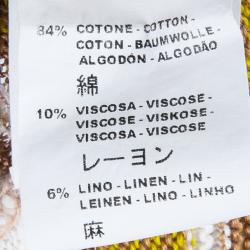 84% COTONE - COTTON -
COTON - BAUMWOLLE -
ALGODÓN - ALGODÃO
綿
10% VISCOSA - VISCOSE -
VISCOSE - VISKOSE -
VISCOSA - VISCOSE
レーヨン
6% LINO - LINEN - LIN -
LEINEN - LINO - LINHO
麻